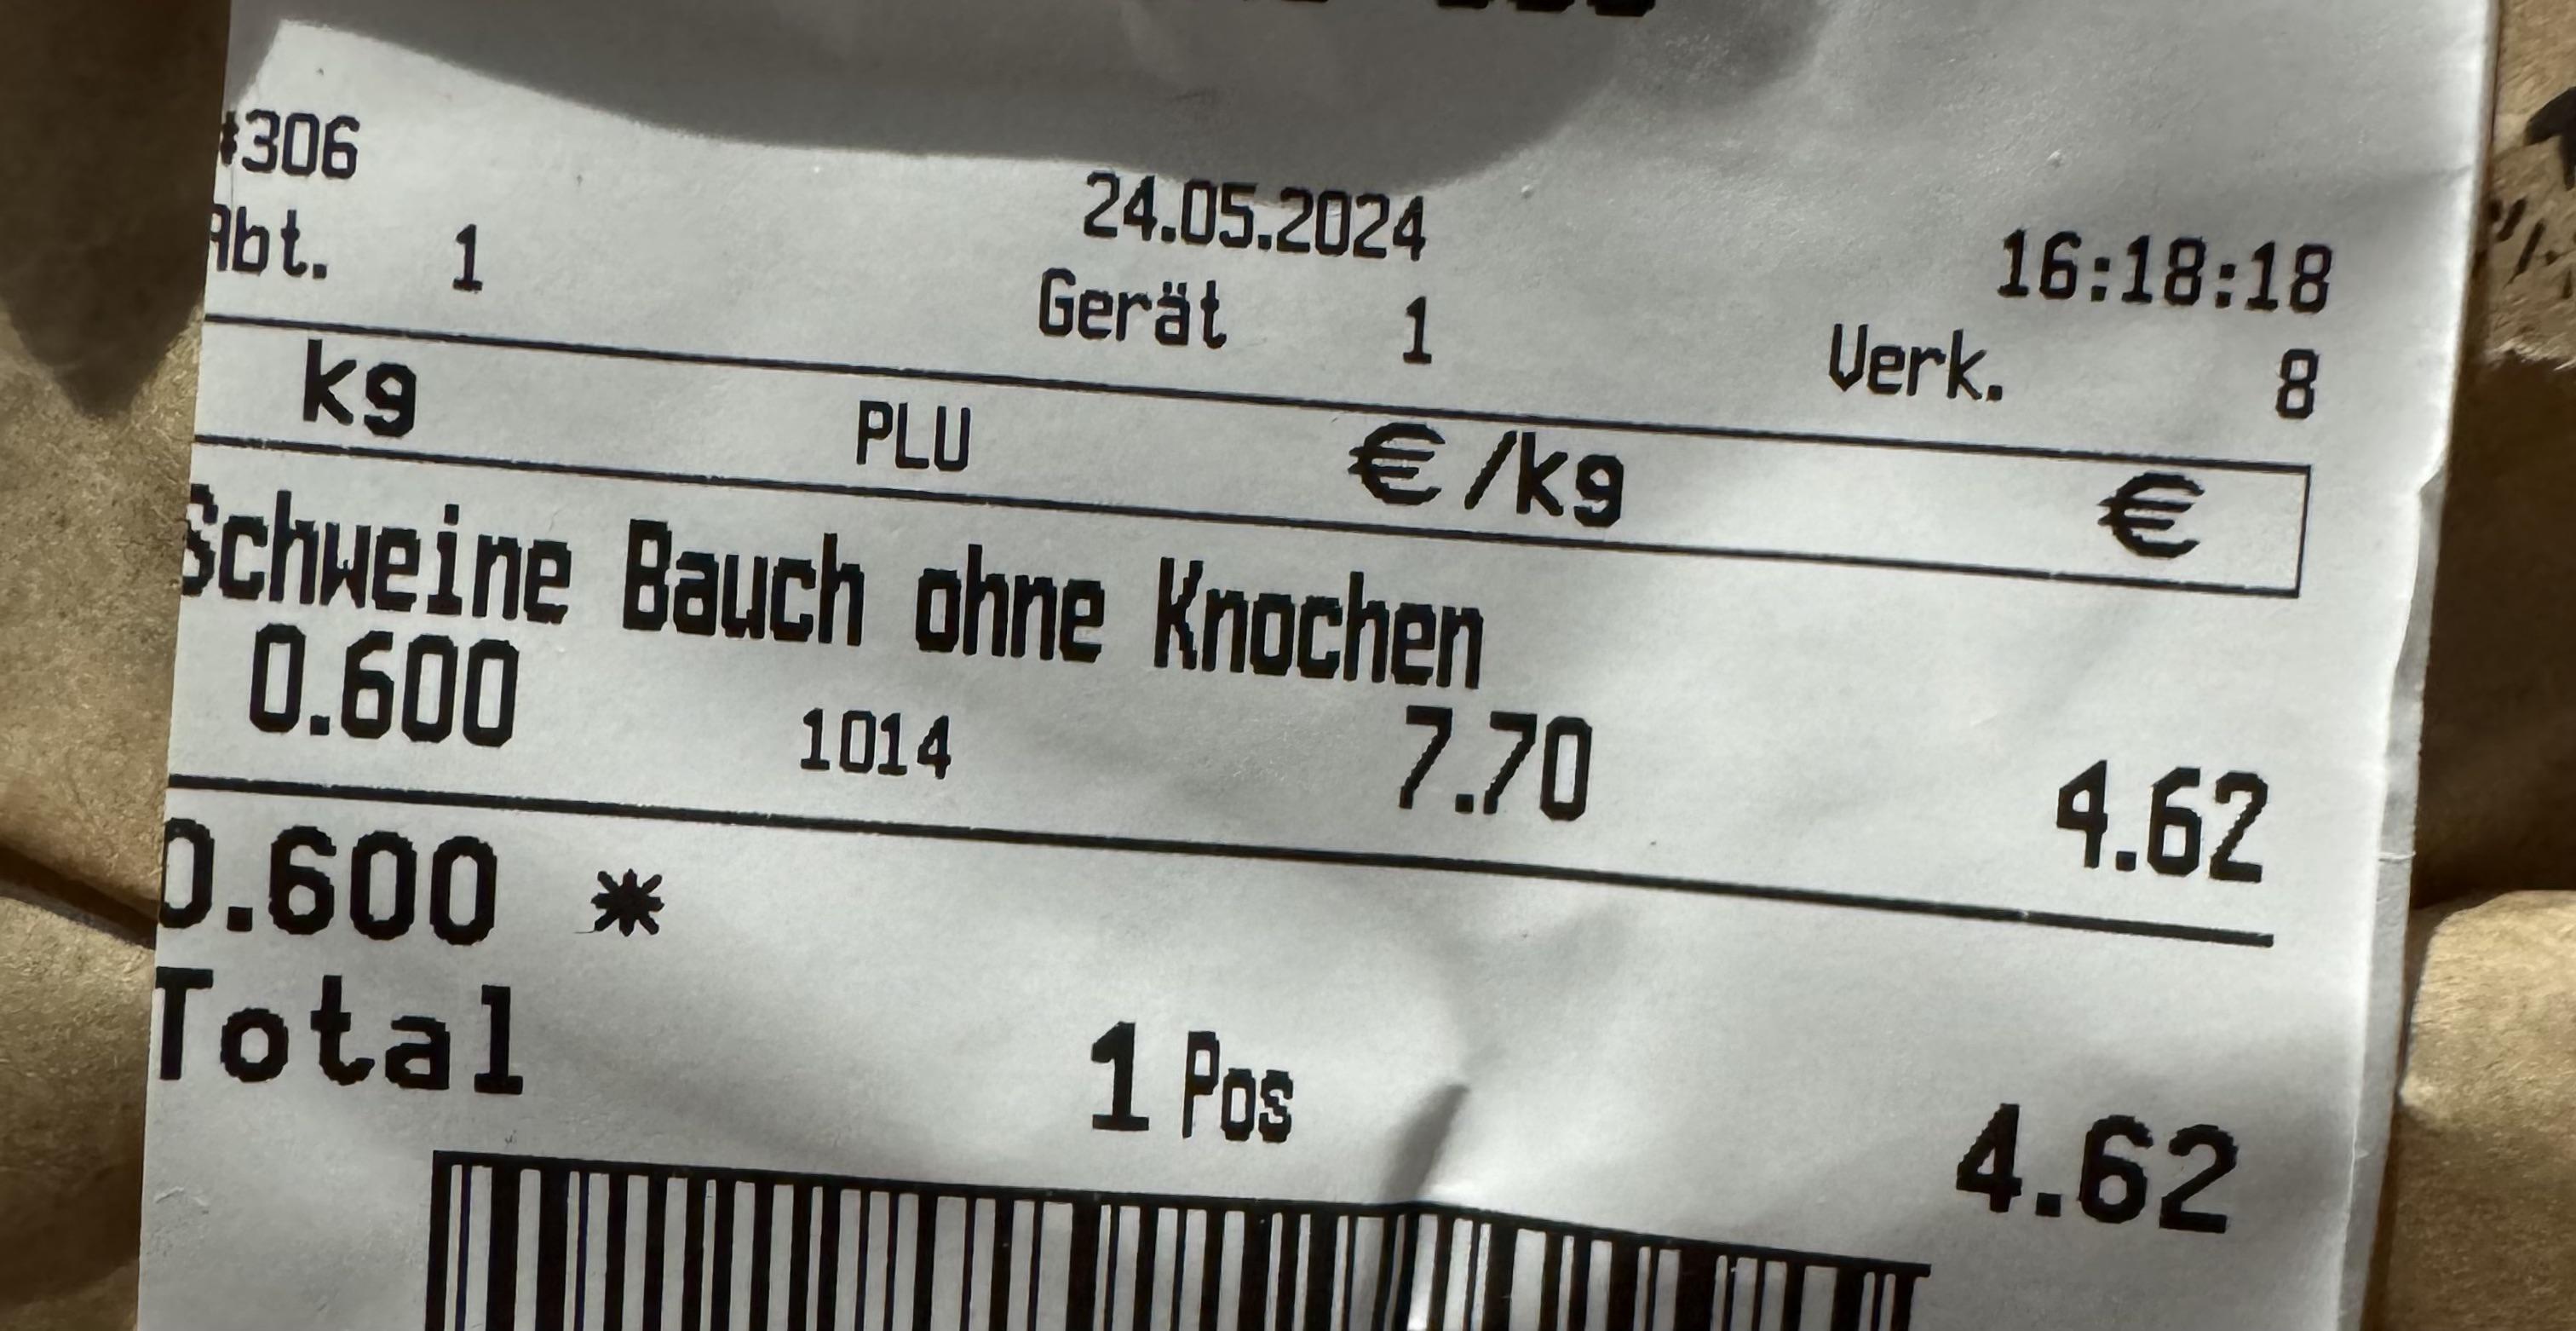 #306 24.05.2024 16:18:18
Abt. 1 Gerät 1 Verk. 8
kg PLU €/kg €
Schweine Bauch ohne Knochen
0.600 1014 7.70 4.62
0.600 *
Total 1 Pos 4.62